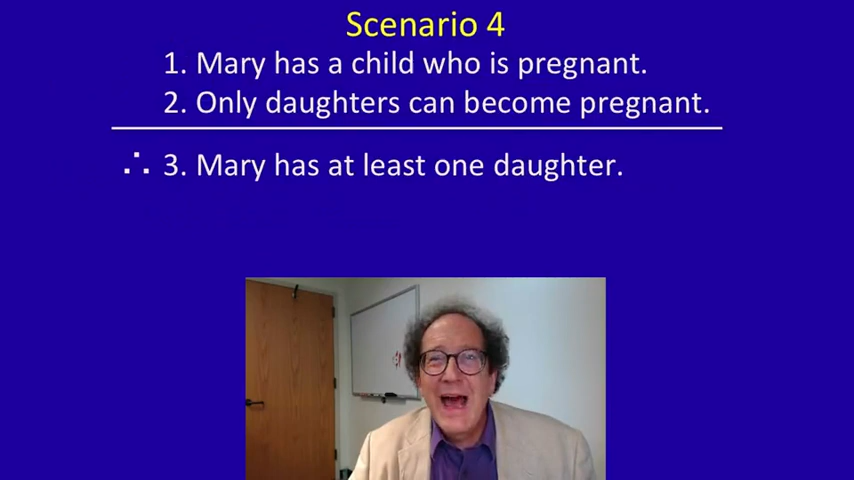 Scenario 4
1. Mary has a child who is pregnant.
2. Only daughters can become pregnant.
∴ 3. Mary has at least one daughter.